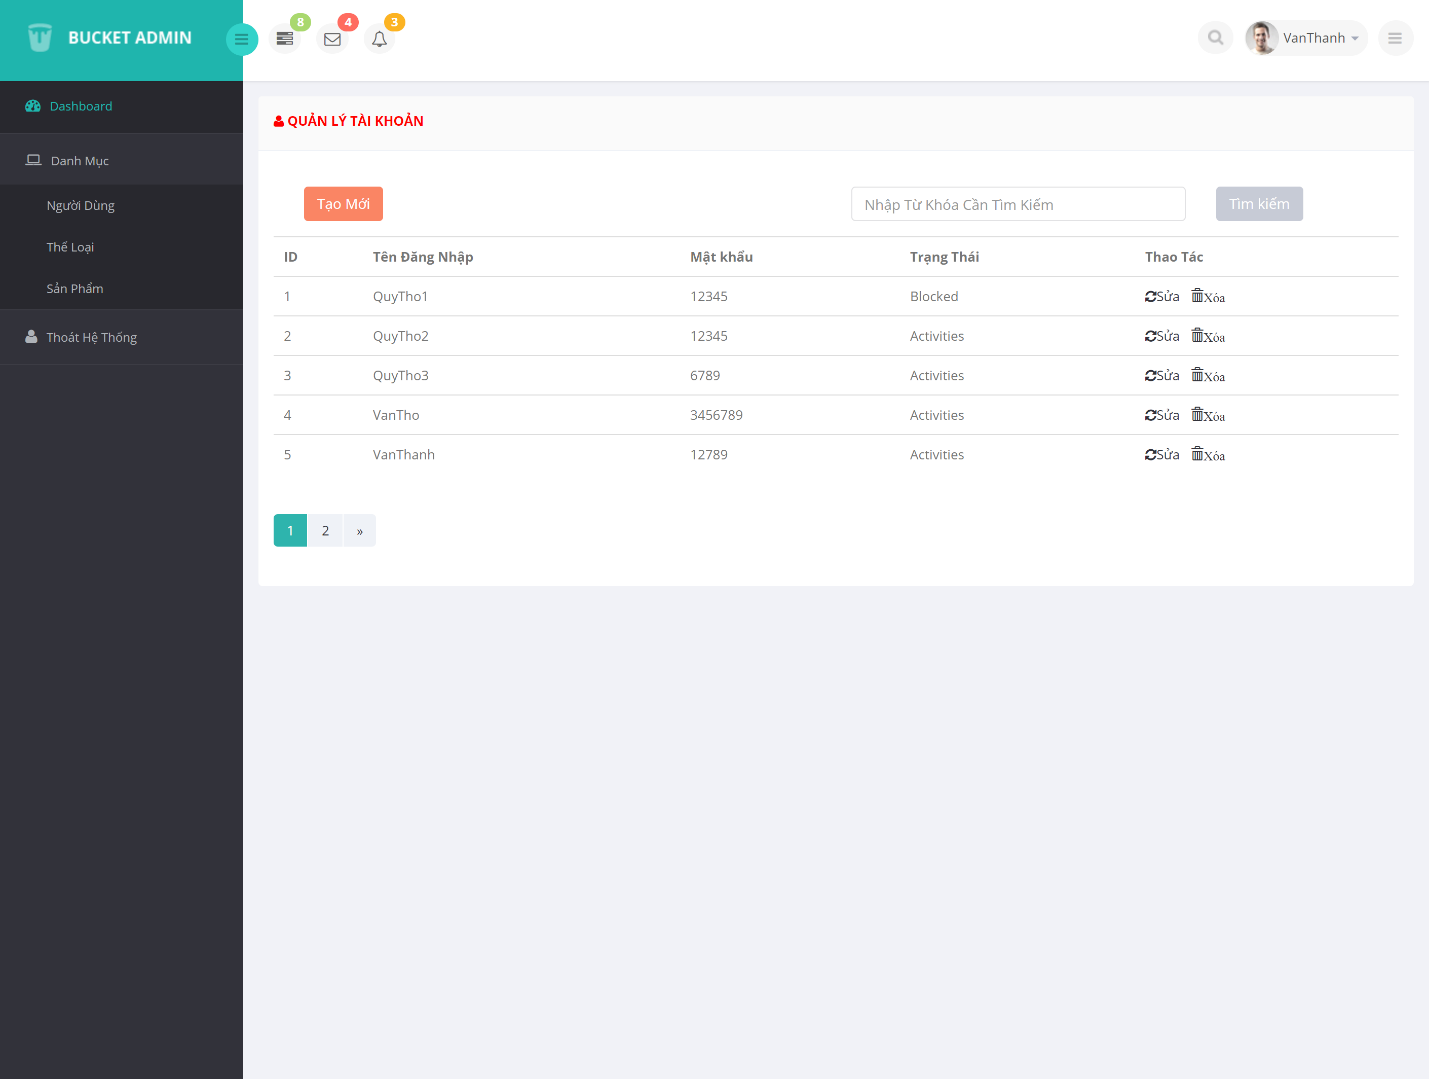 BUCKET ADMIN
8 4 3
VanThanh
Dashboard
Danh Mục
Người Dùng
Thể Loại
Sản Phẩm
Thoát Hệ Thống
QUẢN LÝ TÀI KHOẢN
Tạo Mới Nhập Từ Khóa Cần Tìm Kiếm Tìm kiếm
ID Tên Đăng Nhập Mật khẩu Trạng Thái Thao Tác
1 QuyTho1 12345 Blocked Sửa Xóa
2 QuyTho2 12345 Activities Sửa Xóa
3 QuyTho3 6789 Activities Sửa Xóa
4 VanTho 3456789 Activities Sửa Xóa
5 VanThanh 12789 Activities Sửa Xóa
1 2 »